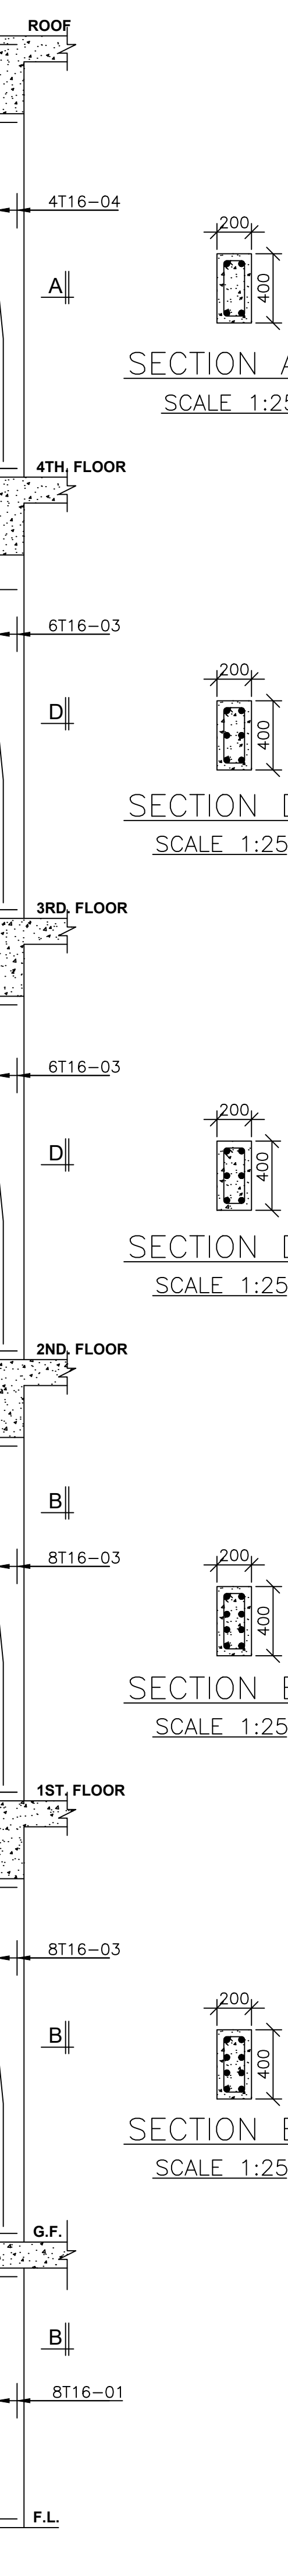 ROOF
4T16-04
200
A
400
SECTION A
SCALE 1:25
4TH. FLOOR
6T16-03
200
D
400
SECTION D
SCALE 1:25
3RD. FLOOR
6T16-03
200
D
400
SECTION D
SCALE 1:25
2ND. FLOOR
B
8T16-03
200
400
SECTION B
SCALE 1:25
1ST. FLOOR
8T16-03
200
B
400
SECTION B
SCALE 1:25
G.F.
B
8T16-01
F.L.